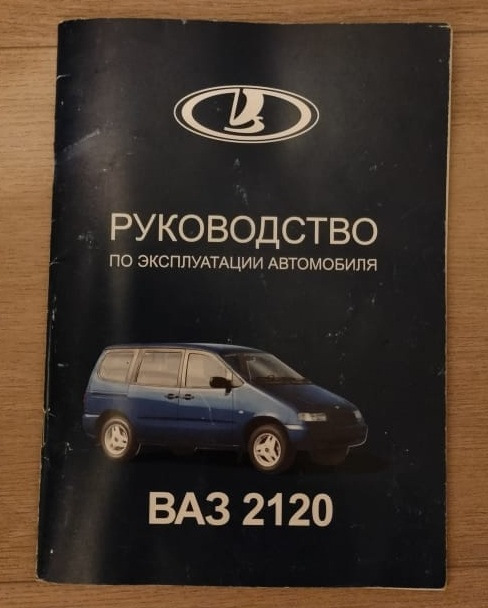 РУКОВОДСТВО
ПО ЭКСПЛУАТАЦИИ АВТОМОБИЛЯ
ВАЗ 2120